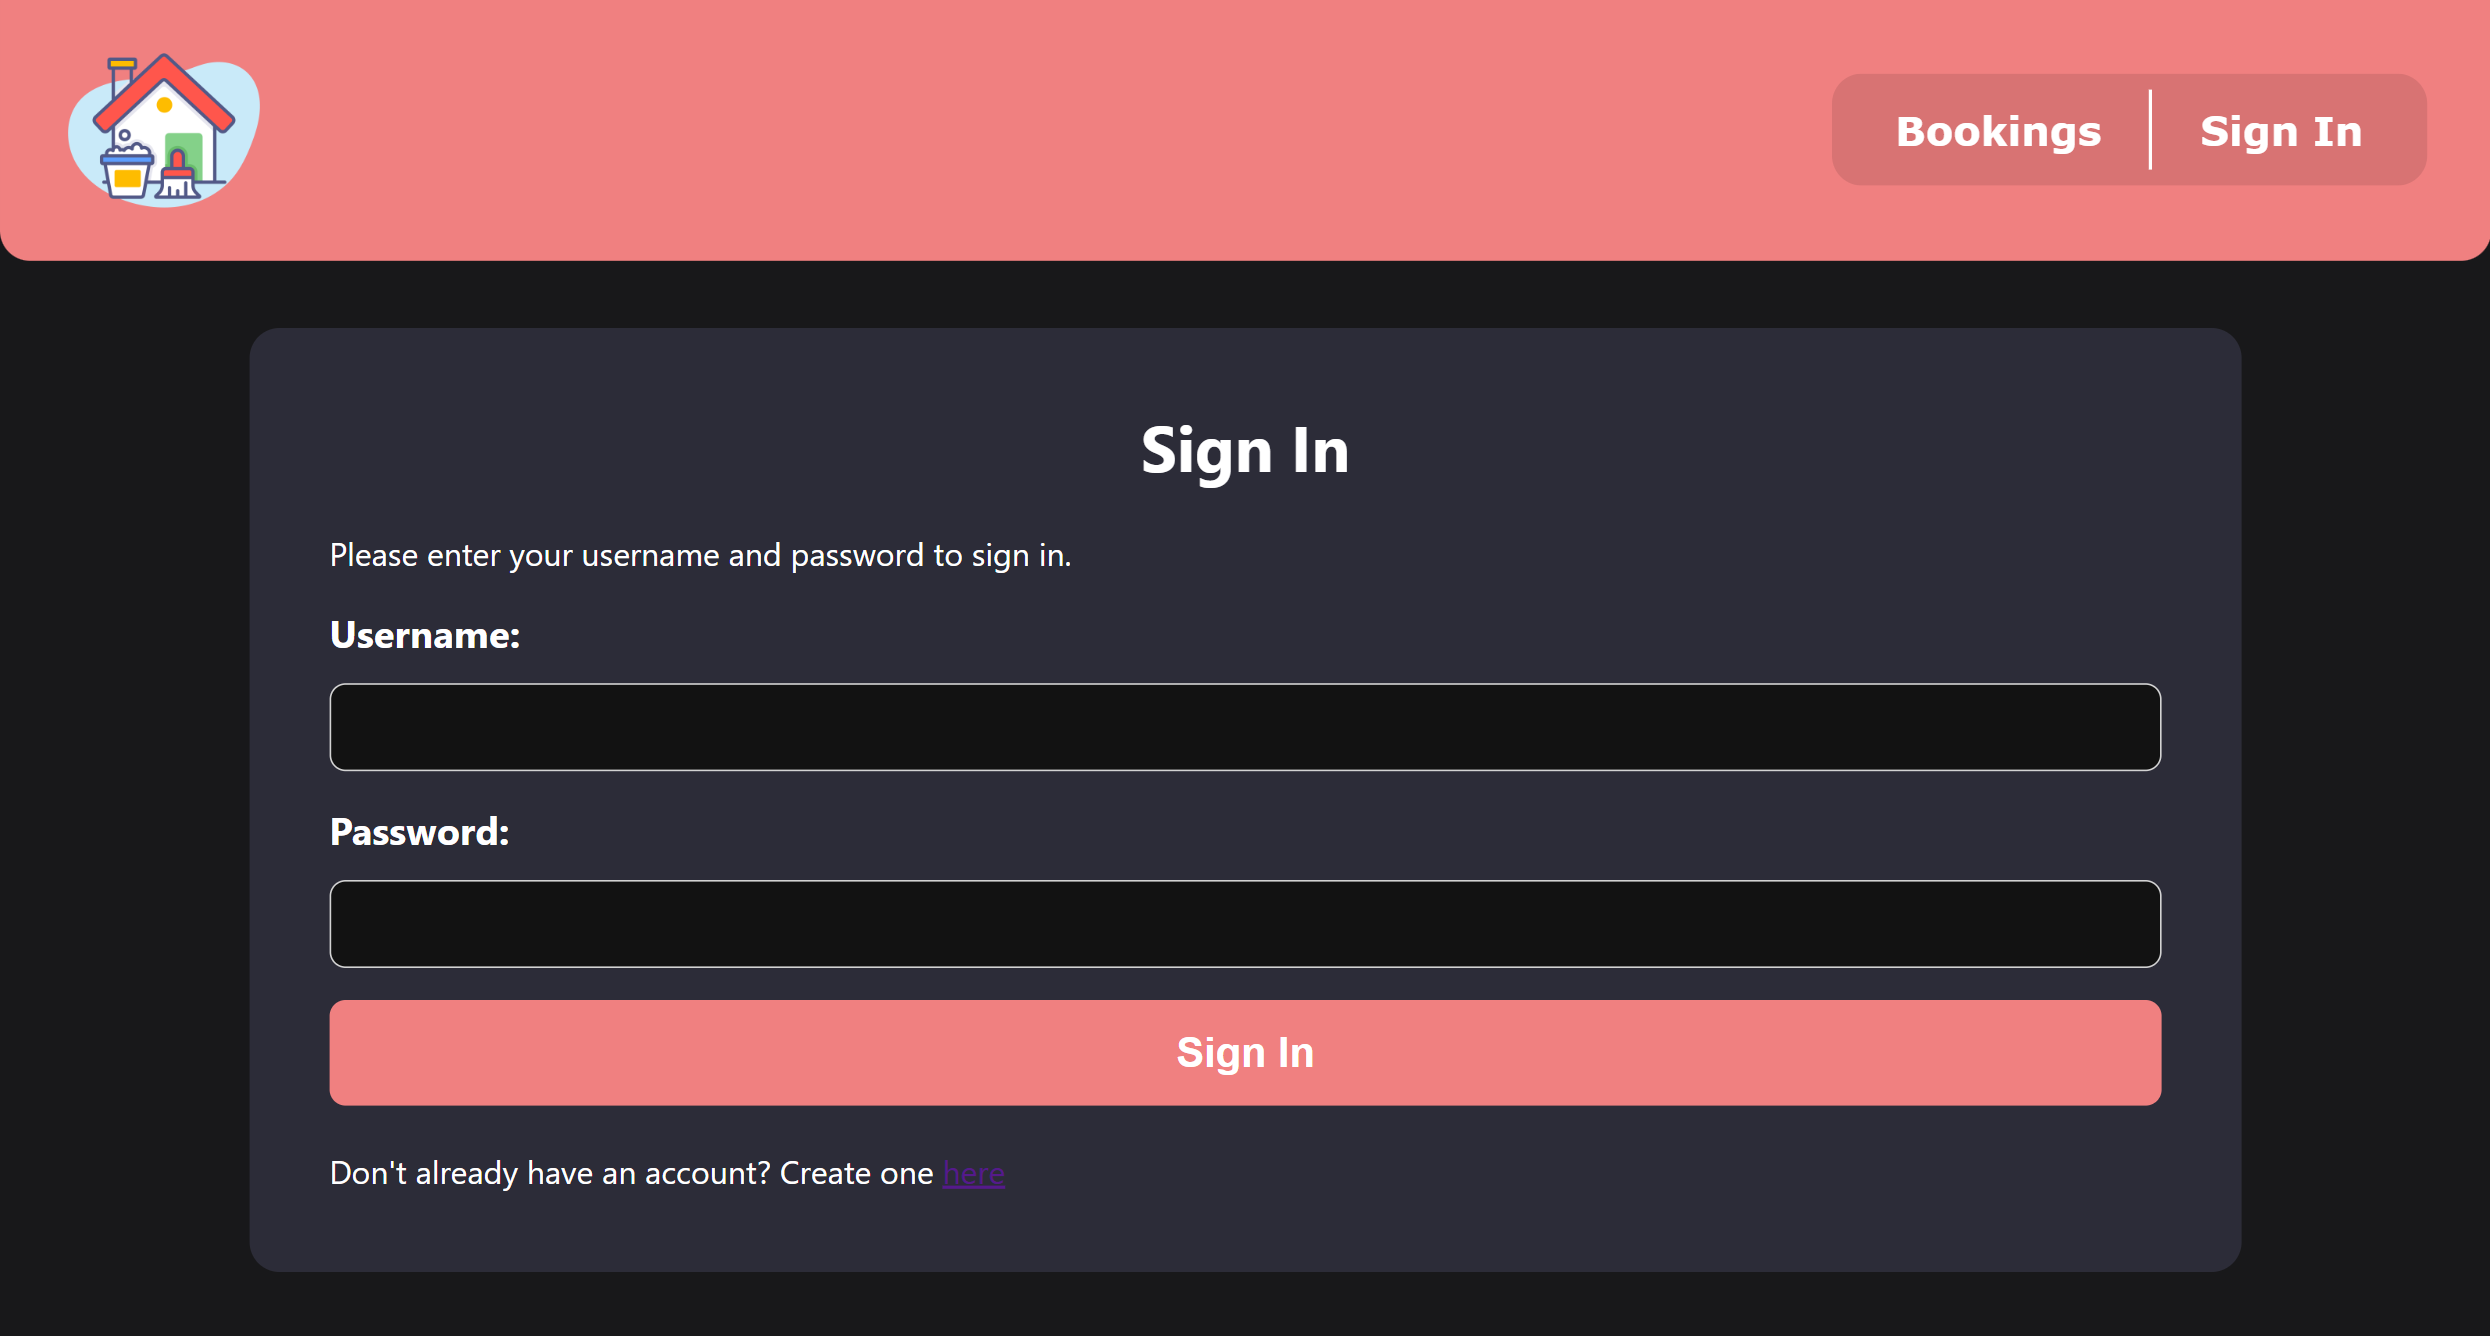 Bookings
Sign In
Sign In
Please enter your username and password to sign in.
Username:
Password:
Sign In
Don't already have an account? Create one here